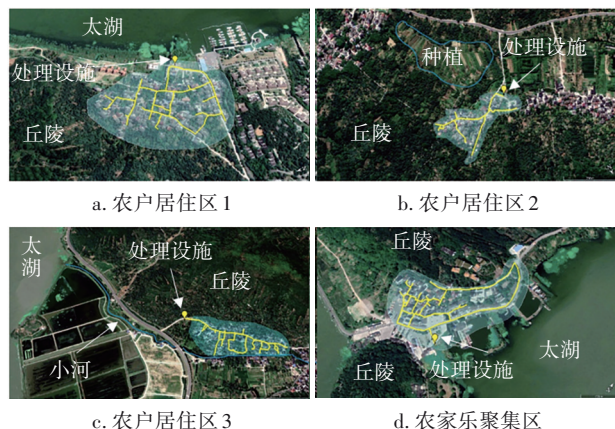 太湖
处理设施
丘陵
a. 农户居住区1
种植
处理设施
丘陵
b. 农户居住区2
太
湖
处理设施
丘陵
小河
c. 农户居住区3
丘陵
太湖
处理设施
丘陵
d. 农家乐聚集区